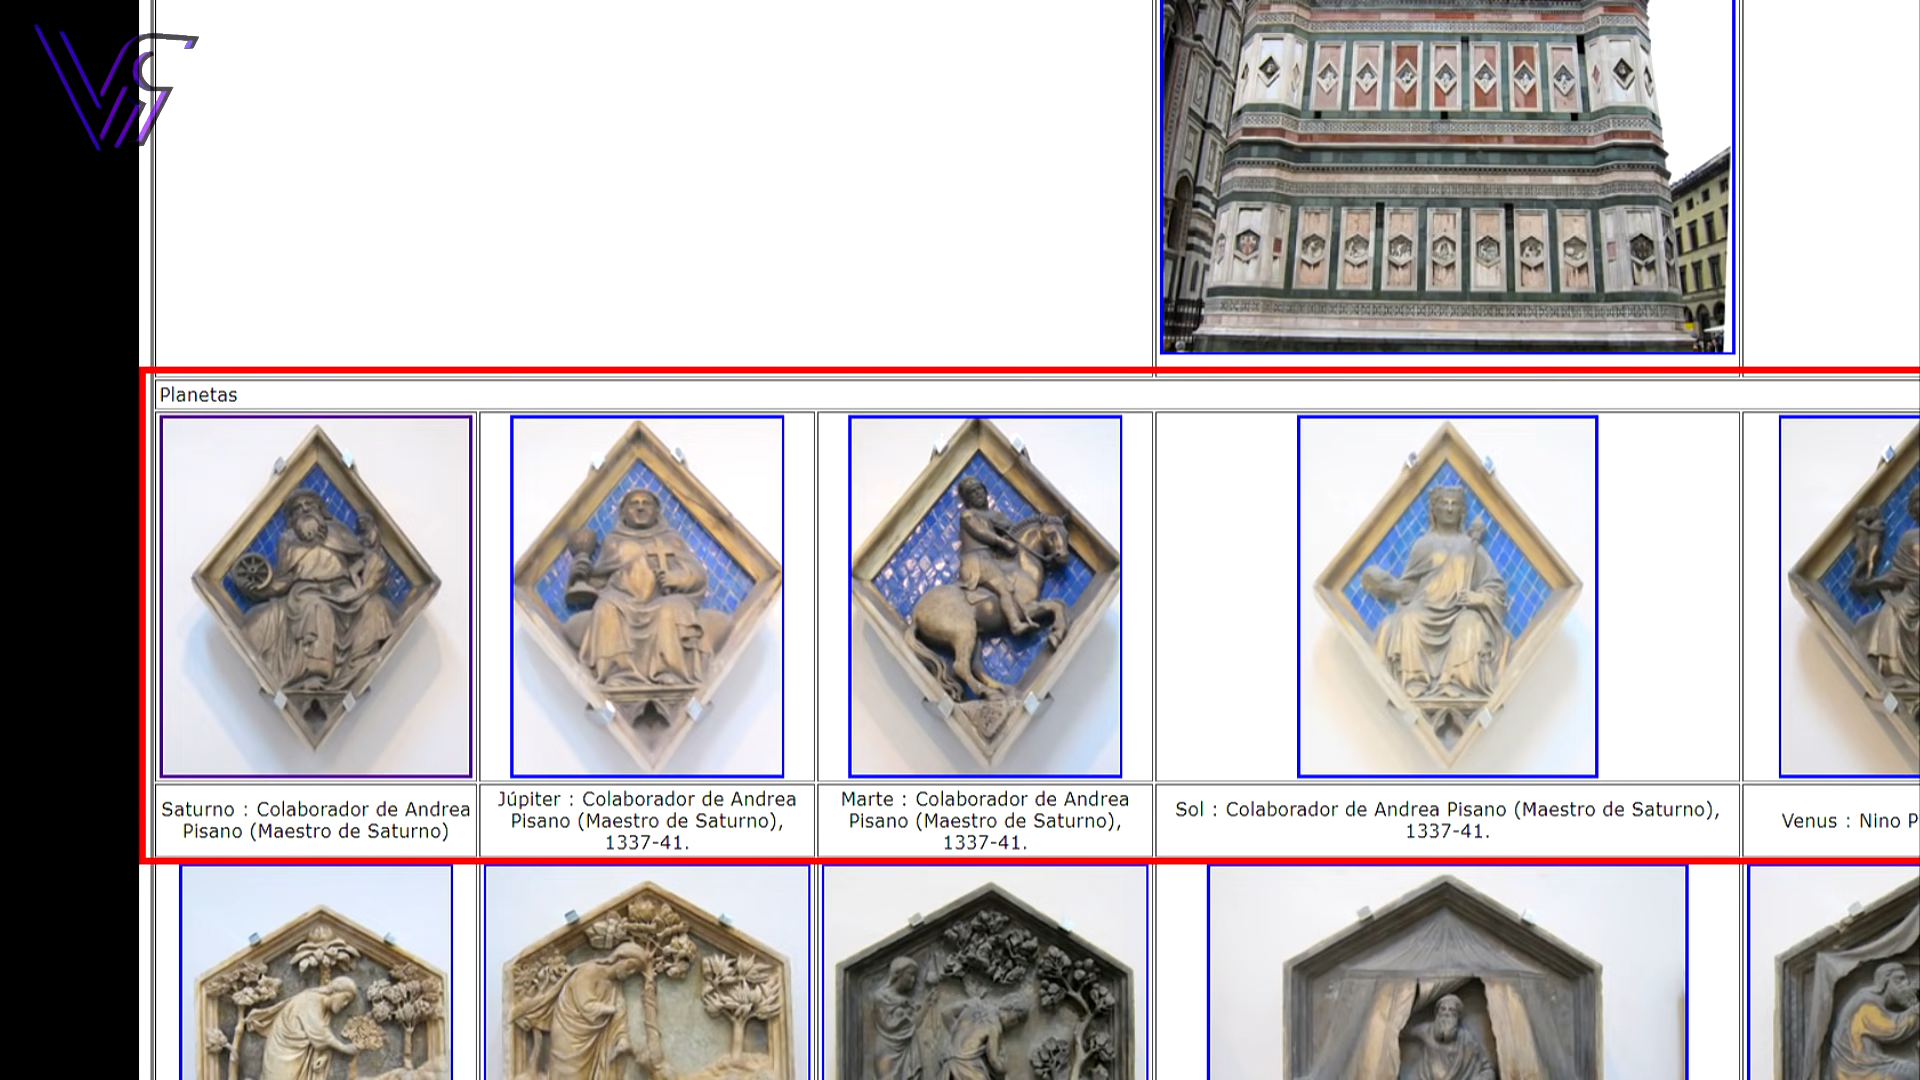 Planetas
Saturno : Colaborador de Andrea
Pisano (Maestro de Saturno)
Júpiter : Colaborador de Andrea
Pisano (Maestro de Saturno),
1337-41.
Marte : Colaborador de Andrea
Pisano (Maestro de Saturno),
1337-41.
Sol : Colaborador de Andrea Pisano (Maestro de Saturno),
1337-41.
Venus : Nino P